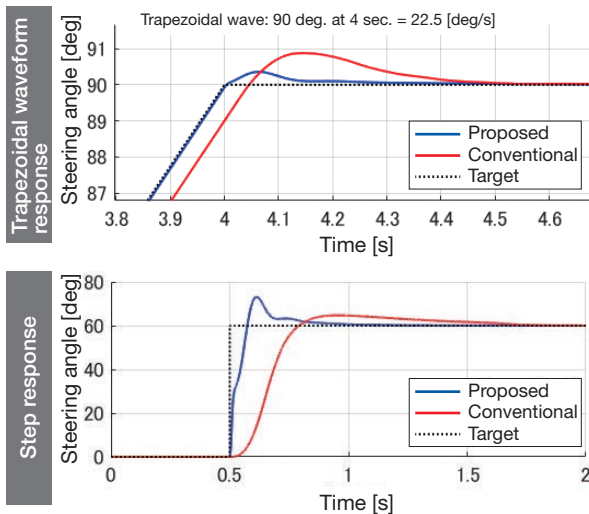 Trapezoidal waveform
response
Trapezoidal wave: 90 deg. at 4 sec. = 22.5 [deg/s]
Steering angle [deg]
91
90
89
88
87
Proposed
Conventional
Target
3.8 3.9 4 4.1 4.2 4.3 4.4 4.5 4.6
Time [s]
Step response
Steering angle [deg]
80
60
40
20
0
Proposed
Conventional
Target
0 0.5 1 1.5 2
Time [s]